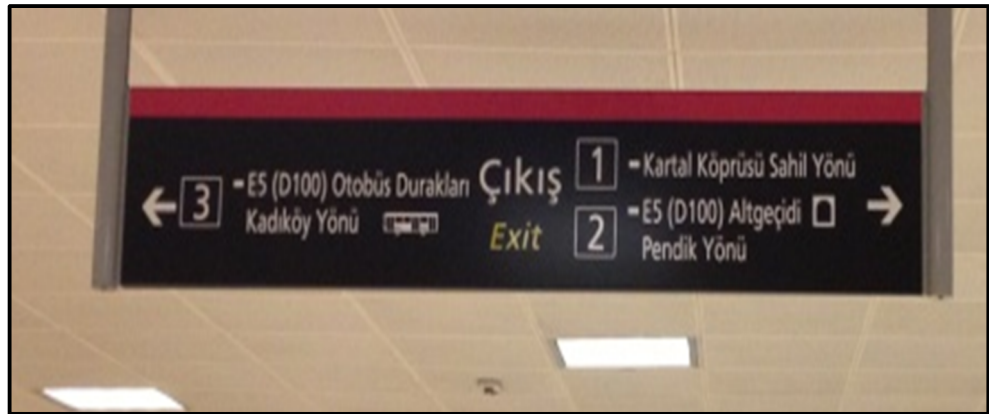 3 -E5 (D100) Otobüs Durakları
Kadıköy Yönü
Çıkış
Exit
1 -Kartal Köprüsü Sahil Yönü
2 -E5 (D100) Altgeçidi
Pendik Yönü